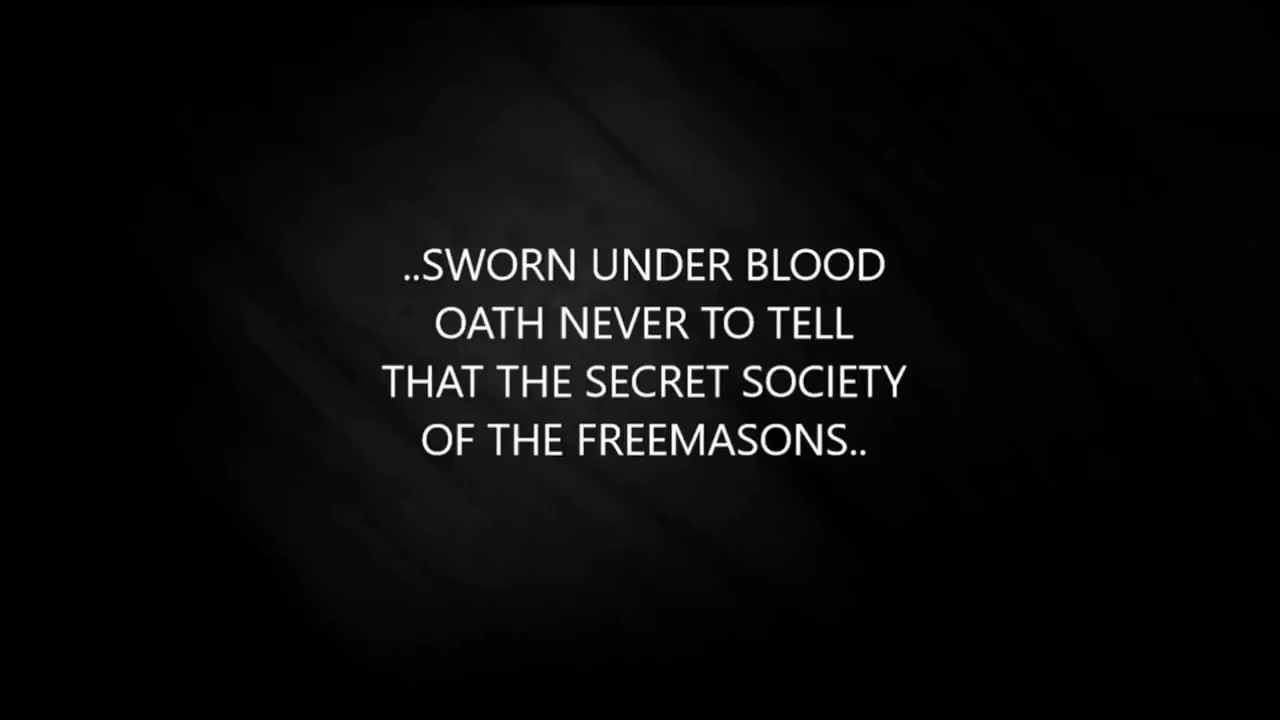 ..SWORN UNDER BLOOD
OATH NEVER TO TELL
THAT THE SECRET SOCIETY
OF THE FREEMASONS..